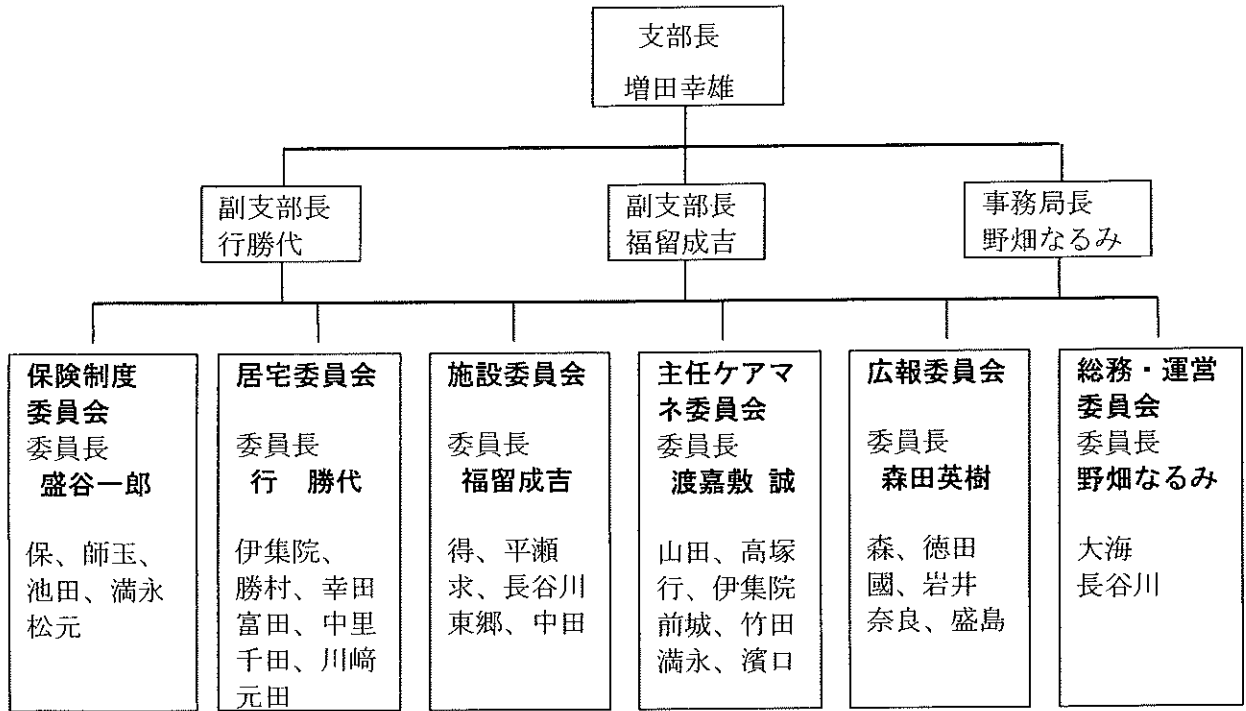 支部長
増田幸雄
副支部長
行勝代
副支部長
福留成吉
事務局長
野畑なるみ
保険制度
委員会
委員長
盛谷一郎
保、師玉、
池田、満永
松元
居宅委員会
委員長
行　勝代
伊集院、
勝村、幸田
富田、中里
千田、川﨑
元田
施設委員会
委員長
福留成吉
得、平瀬
求、長谷川
東郷、中田
主任ケアマ
ネ委員会
委員長
渡嘉敷 誠
山田、高塚
行、伊集院
前城、竹田
満永、濱口
広報委員会
委員長
森田英樹
森、徳田
國、岩井
奈良、盛島
総務・運営
委員会
委員長
野畑なるみ
大海
長谷川